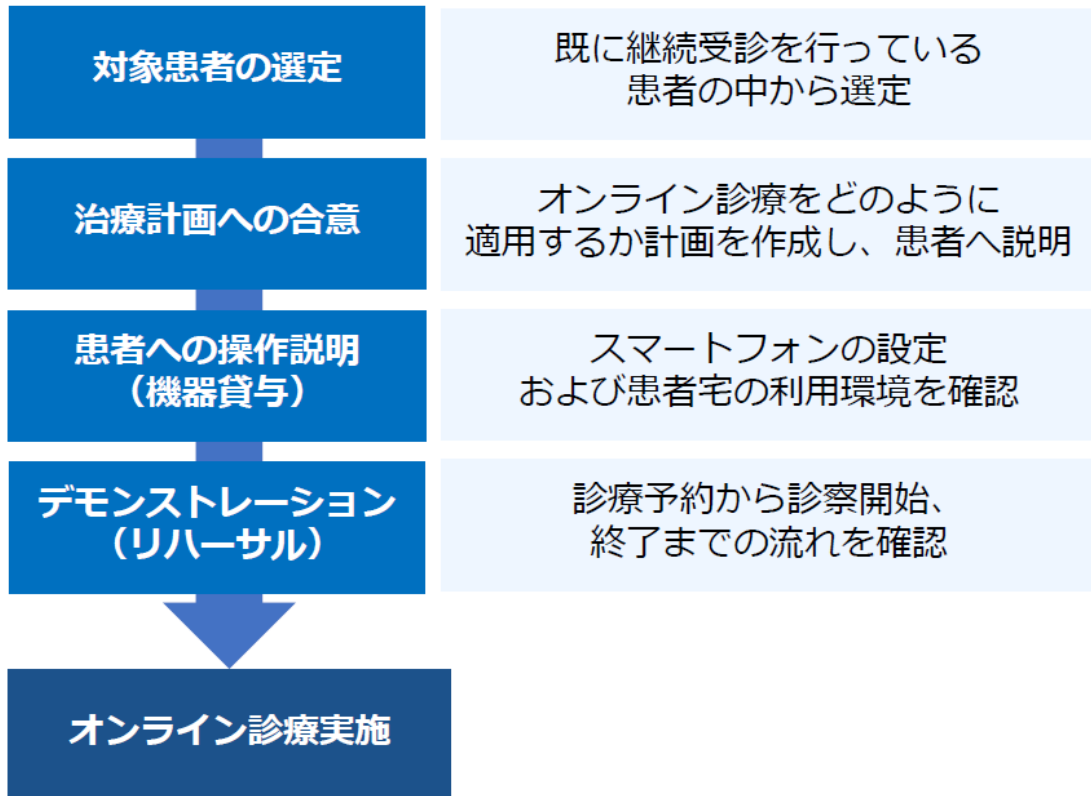 対象患者の選定
既に継続受診を行っている
患者の中から選定
治療計画への合意
オンライン診療をどのように
適用するか計画を作成し、患者へ説明
患者への操作説明
（機器貸与）
スマートフォンの設定
および患者宅の利用環境を確認
デモンストレーション
（リハーサル）
診療予約から診察開始、
終了までの流れを確認
オンライン診療実施